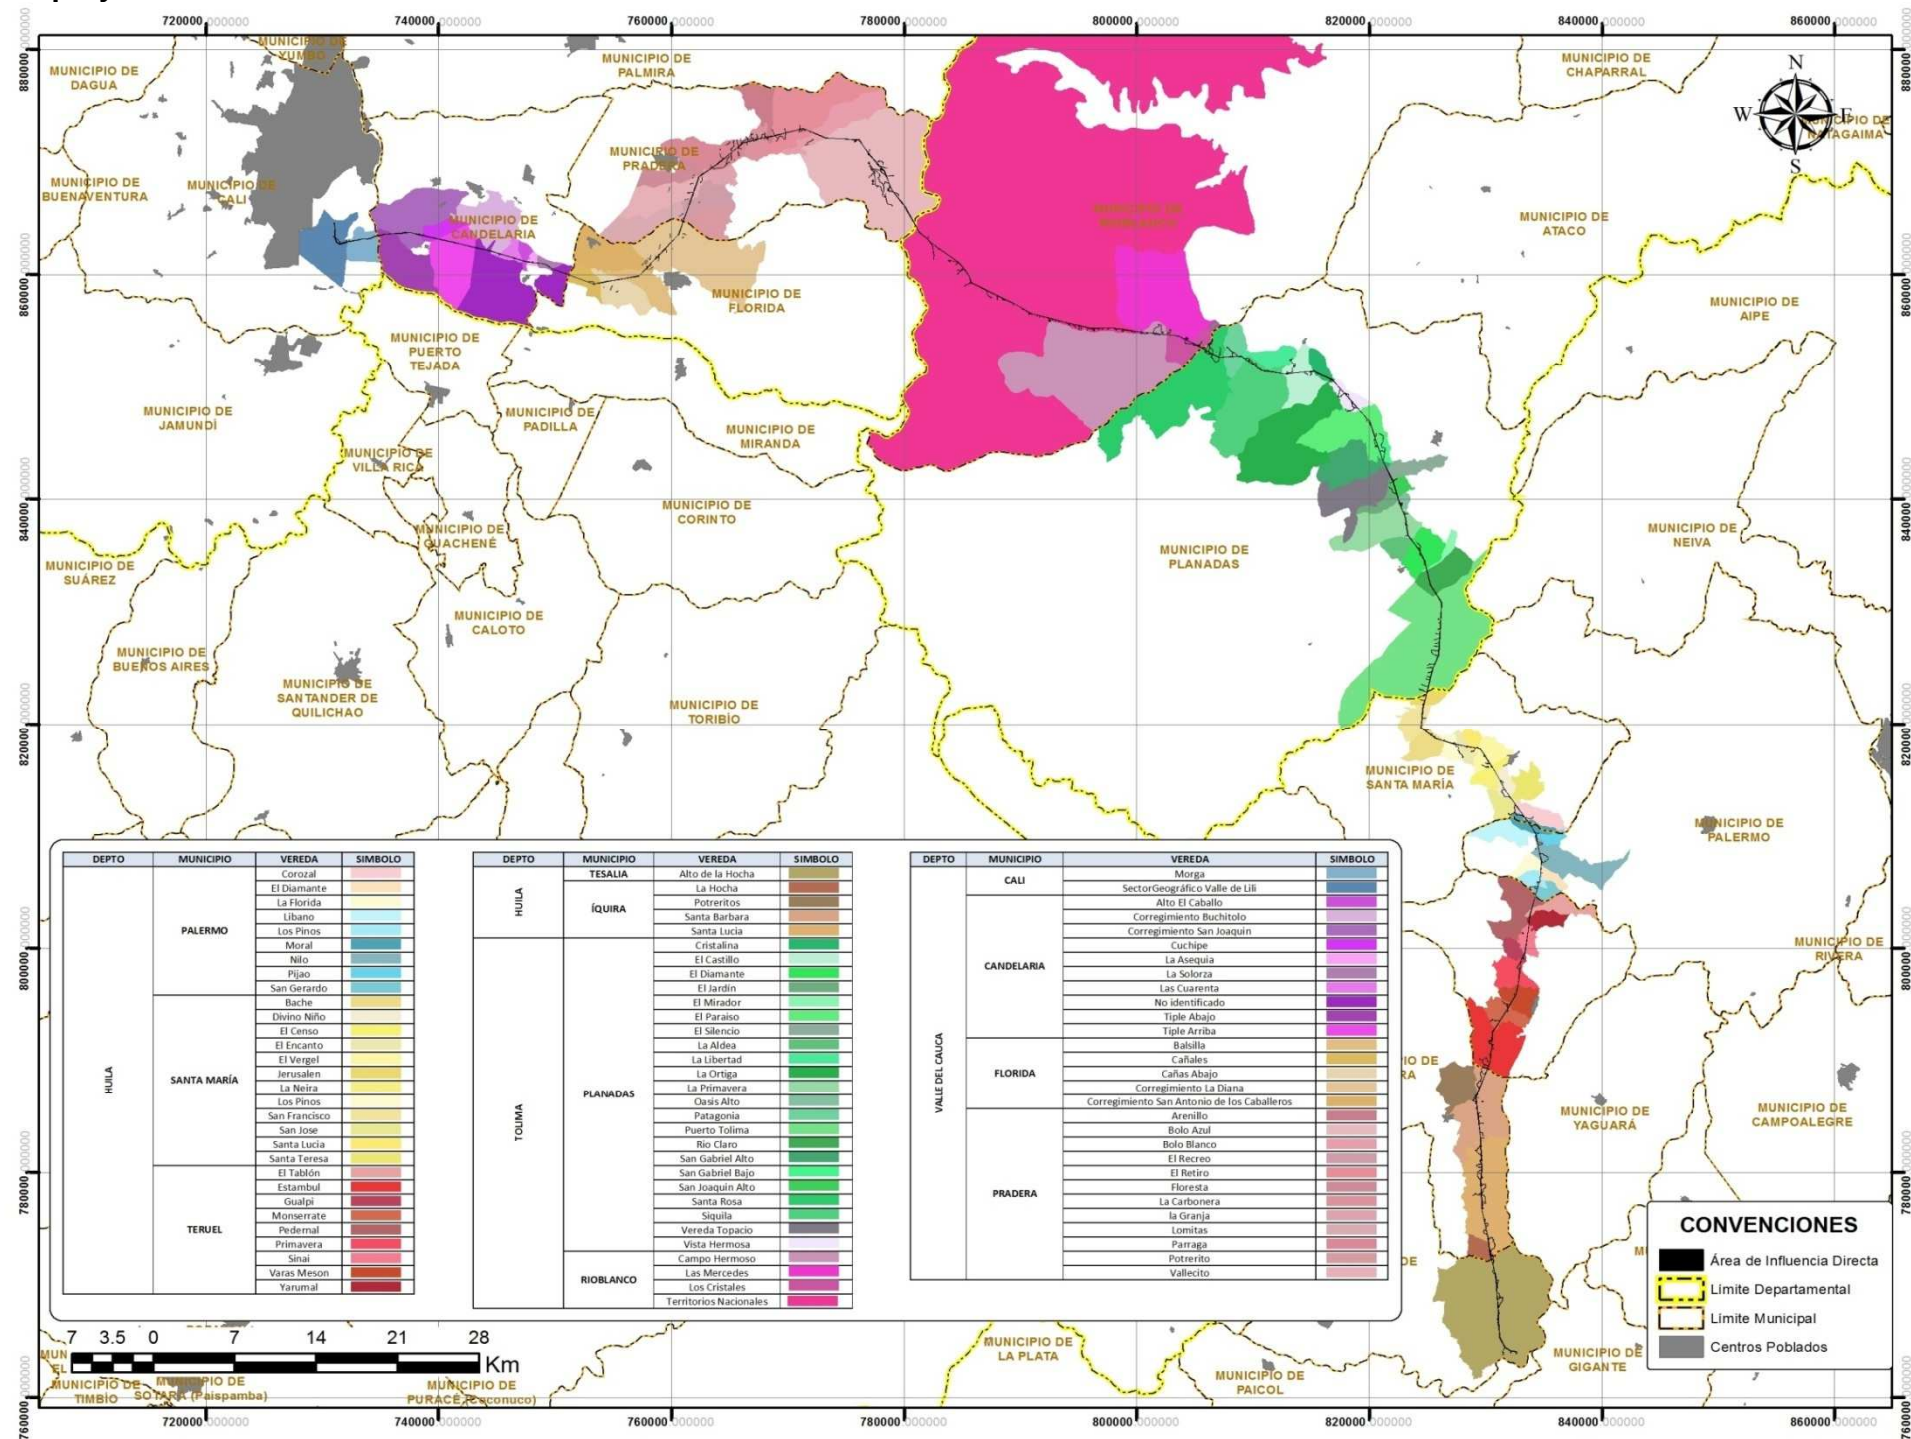 720000 740000 760000 780000 800000 820000 840000 860000
880000
860000
840000
820000
800000
780000
760000
MUNICIPIO DE
YUMBO
MUNICIPIO DE
DAGUA
MUNICIPIO DE
PALMIRA
MUNICIPIO DE
CHAPARRAL
N
W
E
S
MUNICIPIO DE
PRADERA
MUNICIPIO DE
BUENAVENTURA
MUNICIPIO DE
CALI
MUNICIPIO DE
CANDELARIA
MUNICIPIO DE
ATACO
MUNICIPIO DE
FLORIDA
MUNICIPIO DE
AIPE
MUNICIPIO DE
PUERTO
TEJADA
MUNICIPIO DE
JAMUNDÍ
MUNICIPIO DE
PADILLA
MUNICIPIO DE
MIRANDA
MUNICIPIO DE
VILLA RICA
MUNICIPIO DE
CORINTO
MUNICIPIO DE
GUACHENÉ
MUNICIPIO DE
NEIVA
MUNICIPIO DE
PLANADAS
MUNICIPIO DE
SUÁREZ
MUNICIPIO DE
CALOTO
MUNICIPIO DE
BUENOS AIRES
MUNICIPIO DE
SANTANDER DE
QUILICHAO
MUNICIPIO DE
TORIBÍO
MUNICIPIO DE
SANTA MARÍA
MUNICIPIO DE
PALERMO
MUNICIPIO DE
RIVERA
MUNICIPIO DE
YAGUARÁ
MUNICIPIO DE
CAMPOALEGRE
MUNICIPIO DE
GIGANTE
MUNICIPIO DE
LA PLATA
MUNICIPIO DE
PAICOL
MUNICIPIO DE
TIMBÍO
MUNICIPIO DE
SOTARA (Paispamba)
MUNICIPIO DE
PURACÉ (Coconuco)
DEPTO MUNICIPIO VEREDA SIMBOLO
HUILA
PALERMO
Corozal
El Diamante
La Florida
Libano
Los Pinos
Moral
Nilo
Pijao
San Gerardo
SANTA MARÍA
Bache
Divino Niño
El Censo
El Encanto
El Vergel
Jerusalen
La Neira
Los Pinos
San Francisco
San Jose
Santa Lucia
Santa Teresa
TERUEL
El Tablón
Estambul
Gualpi
Monserrate
Pedernal
Primavera
Sinai
Varas Meson
Yarumal
DEPTO MUNICIPIO VEREDA SIMBOLO
HUILA
TESALIA
Alto de la Hocha
ÍQUIRA
La Hocha
Potreritos
Santa Barbara
Santa Lucia
TOLIMA
PLANADAS
Cristalina
El Castillo
El Diamante
El Jardín
El Mirador
El Paraiso
El Silencio
La Aldea
La Libertad
La Ortiga
La Primavera
Oasis Alto
Patagonia
Puerto Tolima
Rio Claro
San Gabriel Alto
San Gabriel Bajo
San Joaquin Alto
Santa Rosa
Siquila
Vereda Topacio
Vista Hermosa
RIOBLANCO
Campo Hermoso
Las Mercedes
Los Cristales
Territorios Nacionales
DEPTO MUNICIPIO VEREDA SIMBOLO
VALLE DEL CAUCA
CALI
Morga
SectorGeográfico Valle de Lili
CANDELARIA
Alto El Caballo
Corregimiento Buchitolo
Corregimiento San Joaquin
Cuchipe
La Asequia
La Solorza
Las Cuarenta
No identificado
Tiple Abajo
Tiple Arriba
FLORIDA
Balsilla
Cañales
Cañas Abajo
Corregimiento La Diana
Corregimiento San Antonio de los Caballeros
PRADERA
Arenillo
Bolo Azul
Bolo Blanco
El Recreo
El Retiro
Floresta
La Carbonera
la Granja
Lomitas
Parraga
Potrerito
Vallecito
CONVENCIONES
Área de Influencia Directa
Límite Departamental
Límite Municipal
Centros Poblados
7 3.5 0 7 14 21 28
Km
720000 740000 760000 780000 800000 820000 840000 860000